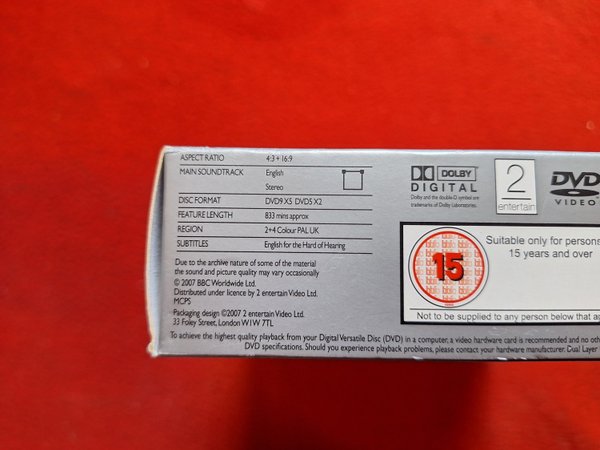 ASPECT RATIO 4:3 + 16:9
MAIN SOUNDTRACK English
Stereo
DISC FORMAT DVD9 X5 DVD5 X2
FEATURE LENGTH 833 mins approx
REGION 2+4 Colour PAL UK
SUBTITLES English for the Hard of Hearing
Due to the archive nature of some of the material
the sound and picture quality may vary occasionally
© 2007 BBC Worldwide Ltd.
Distributed under licence by 2 entertain Video Ltd.
MCPS
Packaging design ©2007 2 entertain Video Ltd.
33 Foley Street, London W1W 7TL
DOLBY
DIGITAL
Dolby and the double-D symbol are
trademarks of Dolby Laboratories.
2
entertain
DVD
VIDEO
15
Suitable only for persons
15 years and over
Not to be supplied to any person below that
To achieve the highest quality playback from your Digital Versatile Disc (DVD) in a computer, a video hardware card is recommended and no
DVD specifications. Should you experience playback problems, please contact your hardware manufacturer. Dual Layer